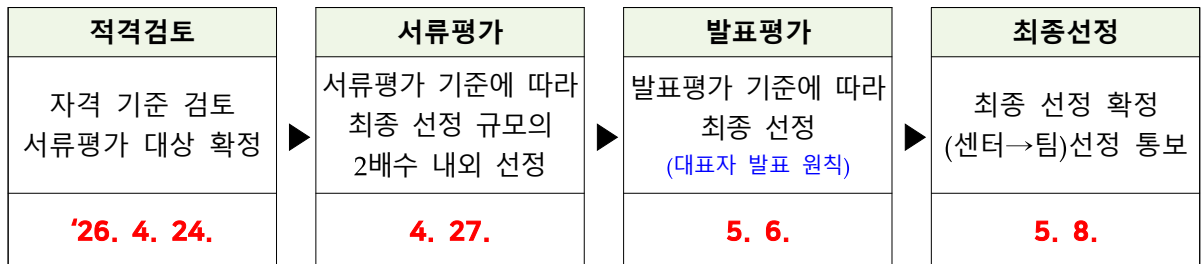 적격검토
자격 기준 검토
서류평가 대상 확정
'26. 4. 24.
▶
서류평가
서류평가 기준에 따라
최종 선정 규모의
2배수 내외 선정
4. 27.
▶
발표평가
발표평가 기준에 따라
최종 선정
(대표자 발표 원칙)
5. 6.
▶
최종선정
최종 선정 확정
(센터→팀)선정 통보
5. 8.